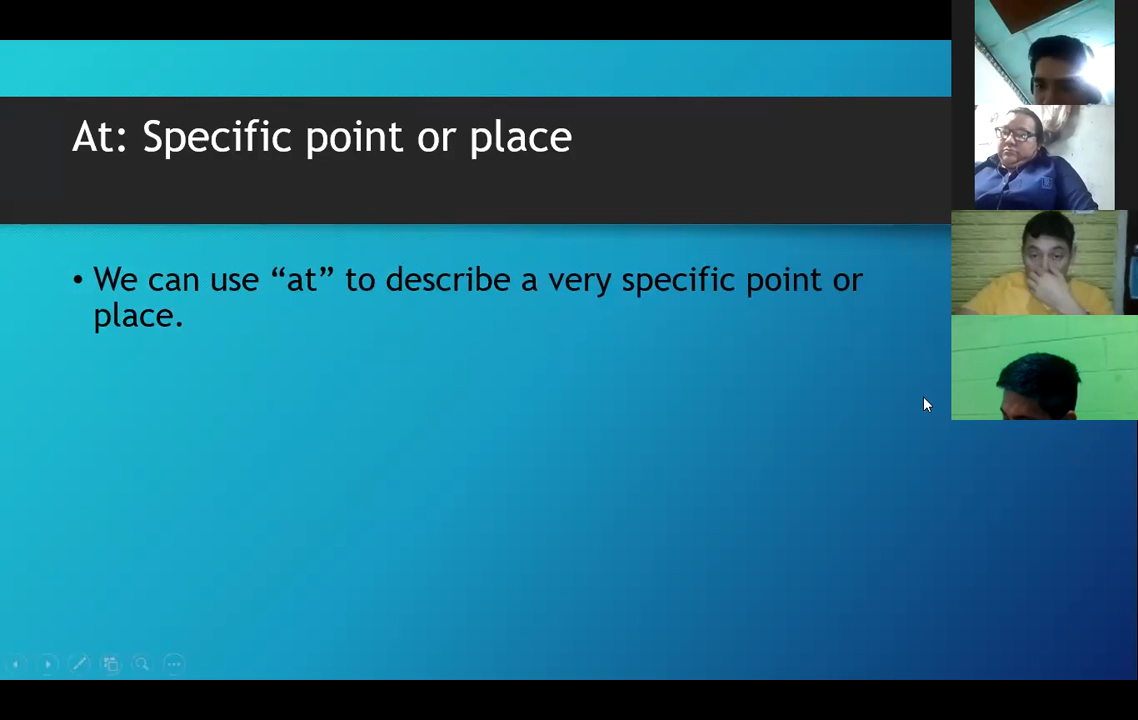 At: Specific point or place
• We can use “at” to describe a very specific point or
place.